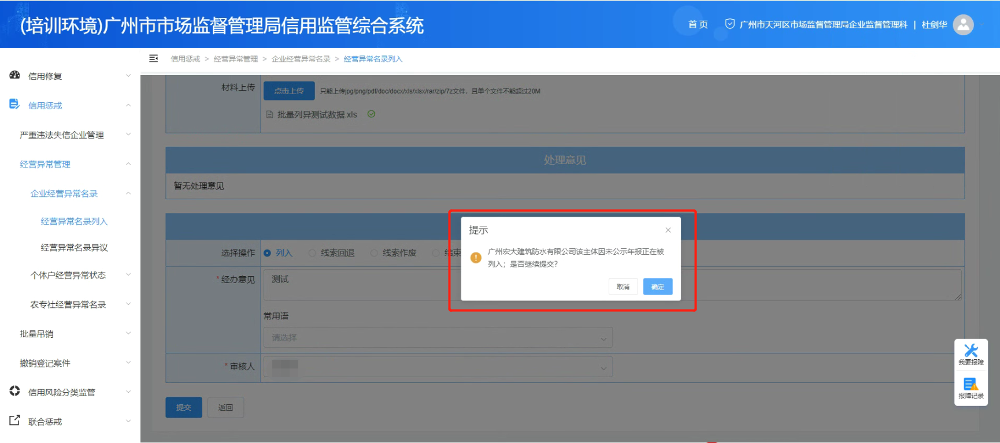 (培训环境)广州市市场监督管理局信用监管综合系统
首页
广州市天河区市场监督管理局企业监督管理科 | 杜剑华
信用惩戒 > 经营异常管理 > 企业经营异常名录 > 经营异常名录列入
信用修复
信用惩戒
严重违法失信企业管理
经营异常管理
企业经营异常名录
经营异常名录列入
经营异常名录异议
个体户经营异常状态
农专社经营异常名录
批量吊销
撤销登记案件
信用风险分类监管
联合惩戒
材料上传
点击上传
只能上传jpg/png/pdf/doc/docx/xls/xlsx/rar/zip/7z文件，且单个文件不能超过20M
批量列异测试数据.xls
处理意见
暂无处理意见
选择操作
列入
线索回退
线索作废
结束
* 经办意见
测试
常用语
请选择
* 审核人
提交
返回
提示
广州宏大建筑防水有限公司该主体因未公示年报正在被
列入；是否继续提交?
取消
确定
我要报障
报障记录